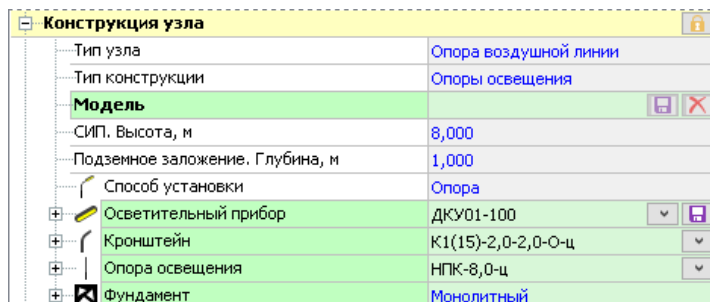 Конструкция узла
Тип узла Опора воздушной линии
Тип конструкции Опоры освещения
Модель
СИП. Высота, м 8,000
Подземное заложение. Глубина, м 1,000
Способ установки Опора
Осветительный прибор ДКУ01-100
Кронштейн К1(15)-2,0-2,0-О-ц
Опора освещения НПК-8,0-ц
Фундамент Монолитный